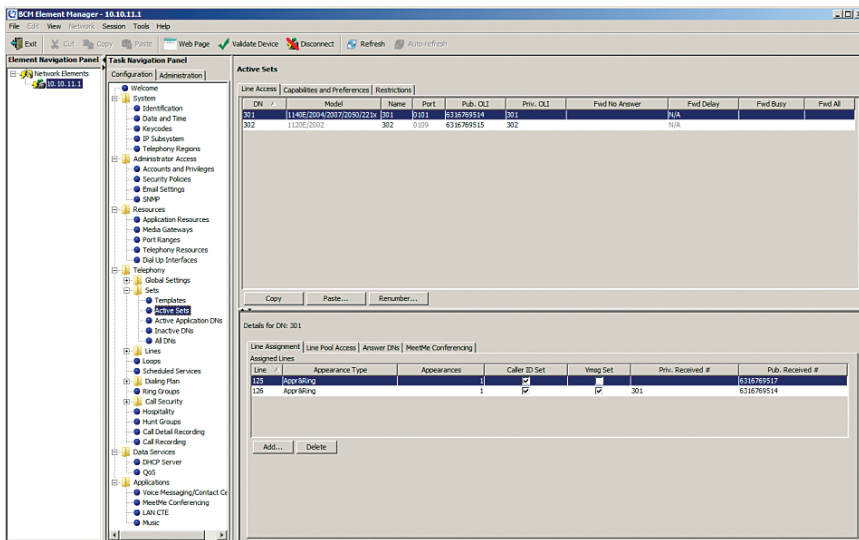 BCM Element Manager - 10.10.11.1
File Edit View Network Session Tools Help
Exit Cut Copy Paste Web Page Validate Device Disconnect Refresh Auto-refresh
Element Navigation Panel
Network Elements
10.10.11.1
Task Navigation Panel
Configuration Administration
Welcome
System
Identification
Date and Time
Keycodes
IP Subsystem
Telephony Regions
Administrator Access
Accounts and Privileges
Security Policies
Email Settings
SNMP
Resources
Application Resources
Media Gateways
Port Ranges
Telephony Resources
Dial Up Interfaces
Telephony
Global Settings
Sets
Templates
Active Sets
Active Application DNs
Inactive DNs
All DNs
Lines
Loops
Scheduled Services
Dialing Plan
Ring Groups
Call Security
Hospitality
Hunt Groups
Call Detail Recording
Call Recording
Data Services
DHCP Server
QoS
Applications
Voice Messaging/Contact Ce
MeetMe Conferencing
LAN CTE
Music
Active Sets
Line Access Capabilities and Preferences Restrictions
DN Model Name Port Pub. OLI Priv. OLI Fwd No Answer Fwd Delay Fwd Busy Fwd All
301 1140E/2004/2007/2050/221x 301 0101 6316769514 301 N/A
302 1120E/2002 302 0109 6316769515 302 N/A
Copy Paste... Renumber...
Details for DN: 301
Line Assignment Line Pool Access Answer DNs MeetMe Conferencing
Assigned Lines
Line Appearance Type Appearances Caller ID Set Vmsg Set Priv. Received # Pub. Received #
125 Appr&Ring 1 6316769517
126 Appr&Ring 1 301 6316769514
Add... Delete